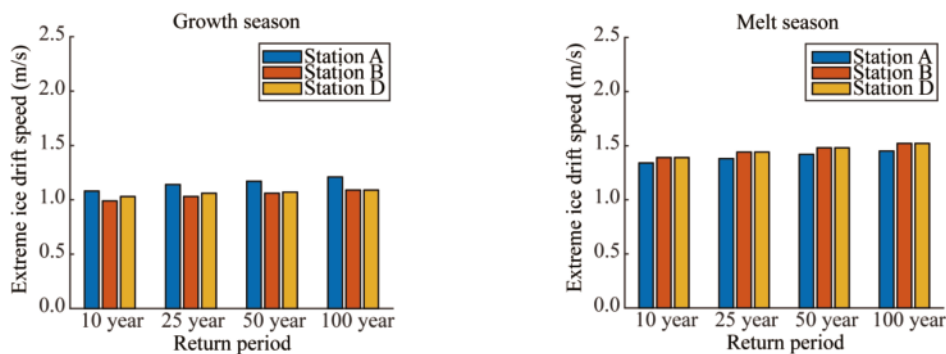 Growth season
Extreme ice drift speed (m/s)
2.5
2.0
1.5
1.0
0.5
0.0
Station A
Station B
Station D
10 year 25 year 50 year 100 year
Return period
Melt season
Extreme ice drift speed (m/s)
2.5
2.0
1.5
1.0
0.5
0.0
Station A
Station B
Station D
10 year 25 year 50 year 100 year
Return period